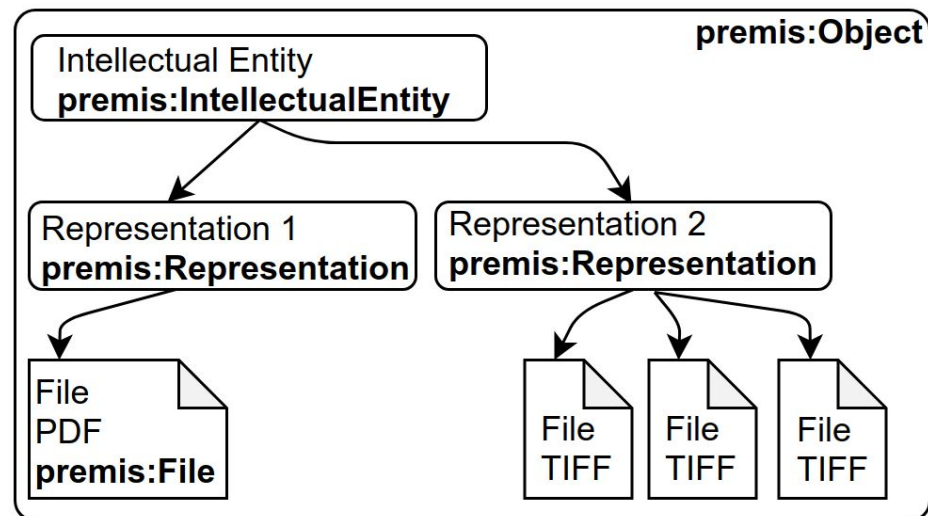 premis:Object
Intellectual Entity
premis:IntellectualEntity
Representation 1
premis:Representation
Representation 2
premis:Representation
File
PDF
premis:File
File
TIFF
File
TIFF
File
TIFF